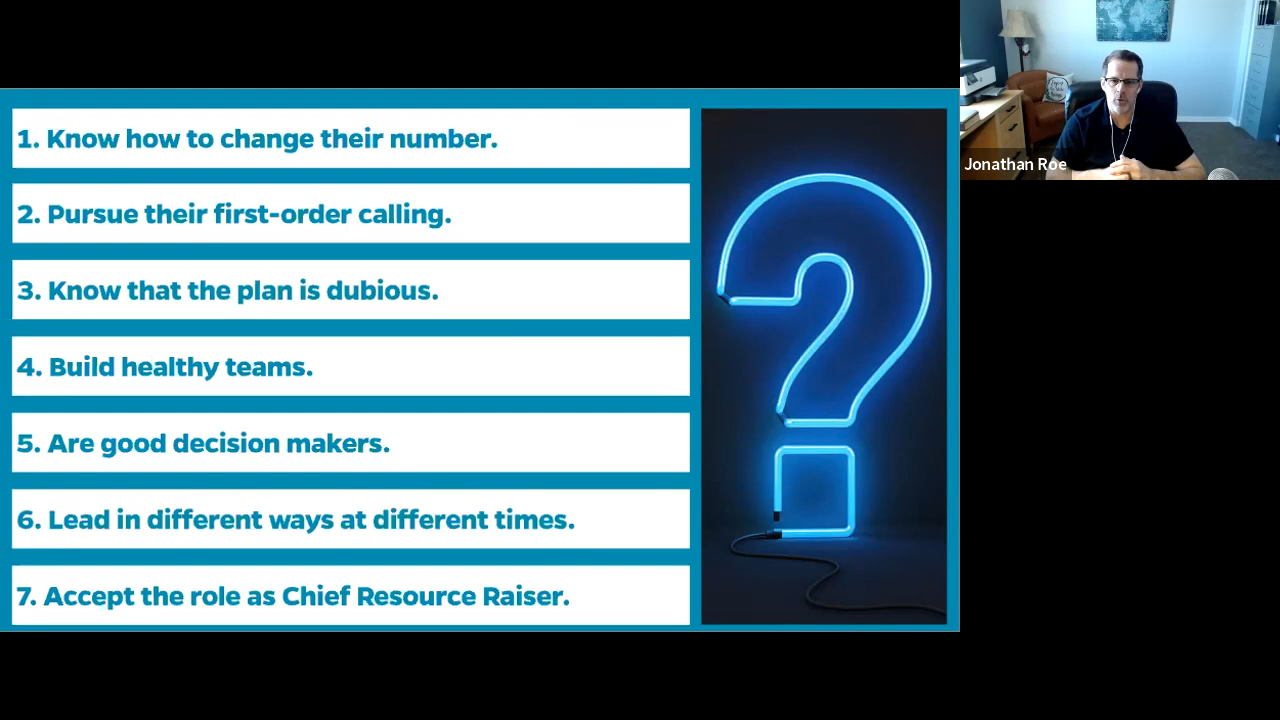 1. Know how to change their number.
2. Pursue their first-order calling.
3. Know that the plan is dubious.
4. Build healthy teams.
5. Are good decision makers.
6. Lead in different ways at different times.
7. Accept the role as Chief Resource Raiser.
Jonathan Roe